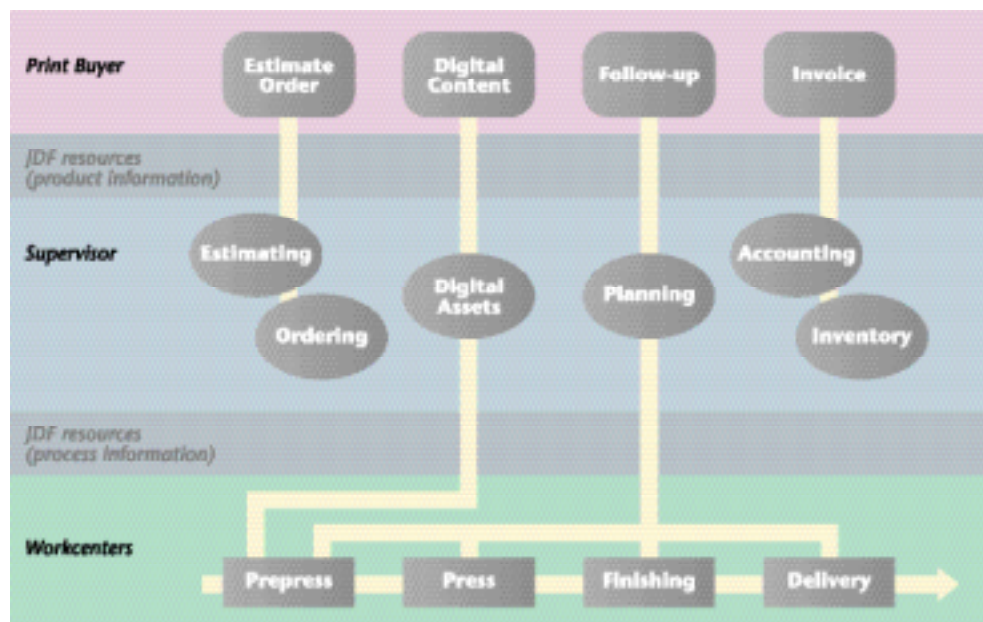 Print Buyer
Estimate
Order
Digital
Content
Follow-up
Invoice
JDF resources
(product information)
Supervisor
Estimating
Ordering
Digital
Assets
Planning
Accounting
Inventory
JDF resources
(process information)
Workcenters
Prepress
Press
Finishing
Delivery